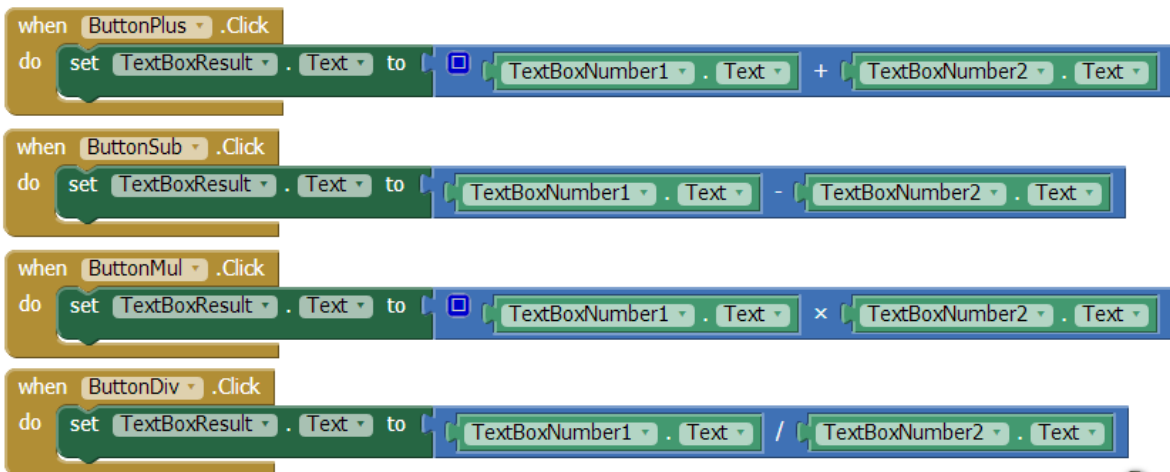 when ButtonPlus .Click
do set TextBoxResult . Text to TextBoxNumber1 . Text + TextBoxNumber2 . Text
when ButtonSub .Click
do set TextBoxResult . Text to TextBoxNumber1 . Text - TextBoxNumber2 . Text
when ButtonMul .Click
do set TextBoxResult . Text to TextBoxNumber1 . Text × TextBoxNumber2 . Text
when ButtonDiv .Click
do set TextBoxResult . Text to TextBoxNumber1 . Text / TextBoxNumber2 . Text